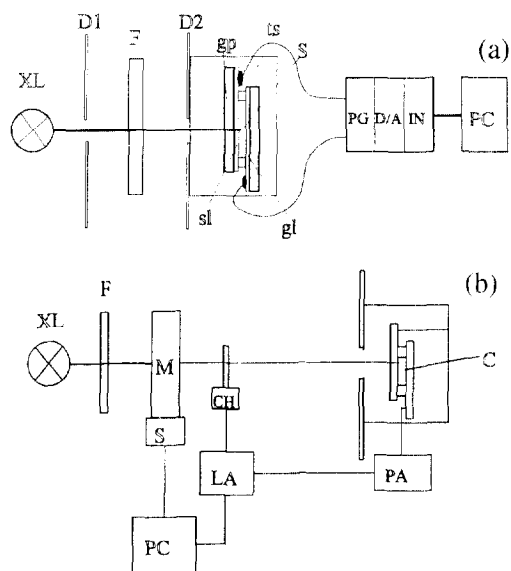 D1 F D2 gp ts S (a)
XL
PG D/A IN PC
sl gl
(b)
F
XL
M C
CH
S
LA PA
PC